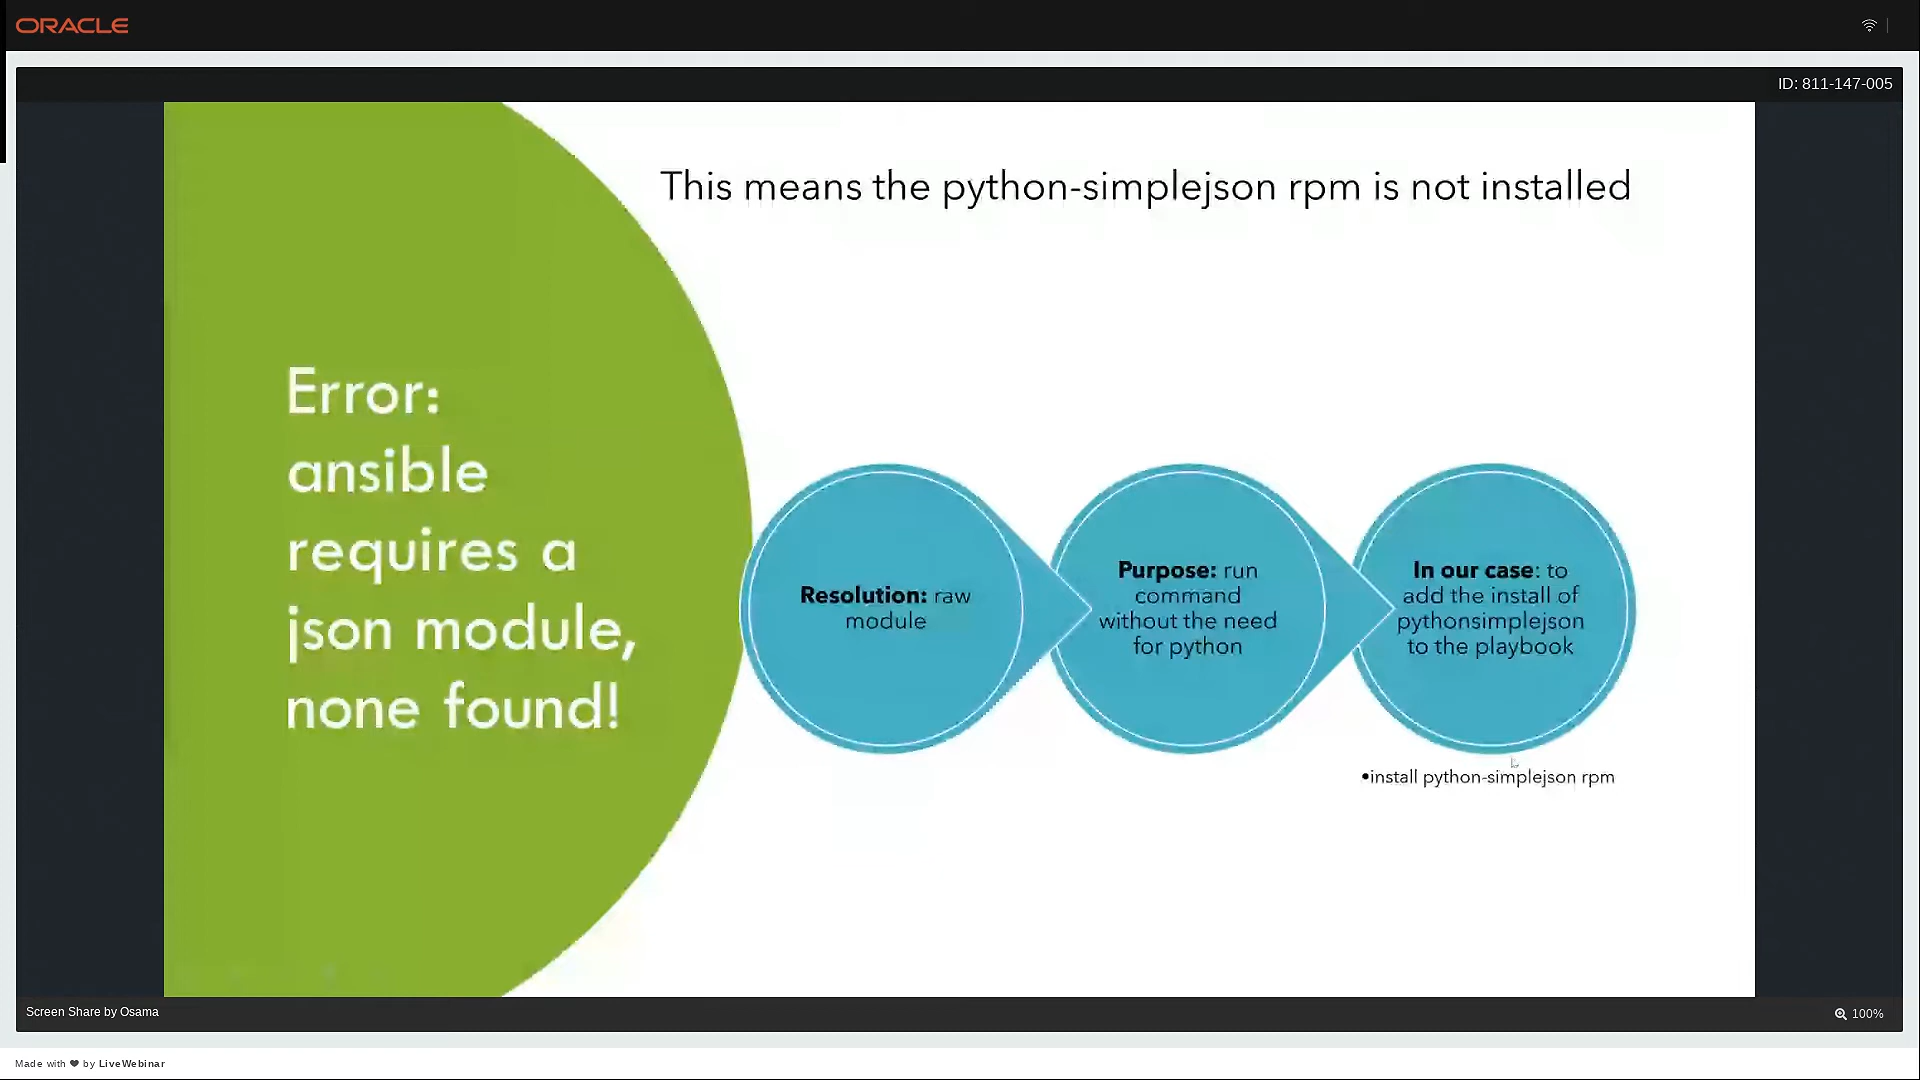 ORACLE
ID: 811-147-005
This means the python-simplejson rpm is not installed
Error:
ansible
requires a
json module,
none found!
Resolution: raw
module
Purpose: run
command
without the need
for python
In our case: to
add the install of
pythonsimplejson
to the playbook
•install python-simplejson rpm
Screen Share by Osama
100%
Made with ❤ by LiveWebinar